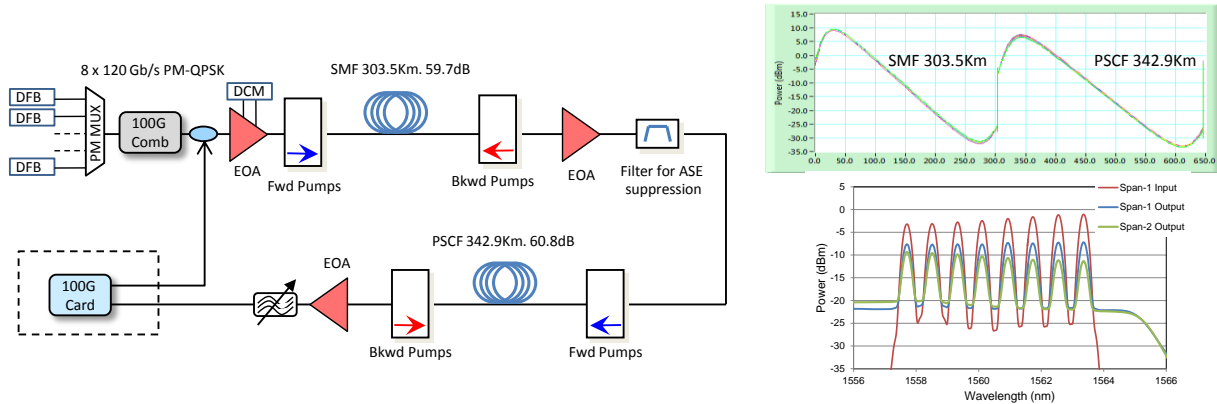 8 x 120 Gb/s PM-QPSK
DFB
DFB
DFB
PM MUX
100G
Comb
DCM
EOA
Fwd Pumps
SMF 303.5Km. 59.7dB
Bkwd Pumps
EOA
Filter for ASE
suppression
100G
Card
EOA
Bkwd Pumps
PSCF 342.9Km. 60.8dB
Fwd Pumps
Power (dBm)
15.0
10.0
5.0
0.0
-5.0
-10.0
-15.0
-20.0
-25.0
-30.0
-35.0
SMF 303.5Km
PSCF 342.9Km
0.0 50.0 100.0 150.0 200.0 250.0 300.0 350.0 400.0 450.0 500.0 550.0 600.0 650.0
Power (dBm)
5
0
-5
-10
-15
-20
-25
-30
-35
Span-1 Input
Span-1 Output
Span-2 Output
1556 1558 1560 1562 1564 1566
Wavelength (nm)